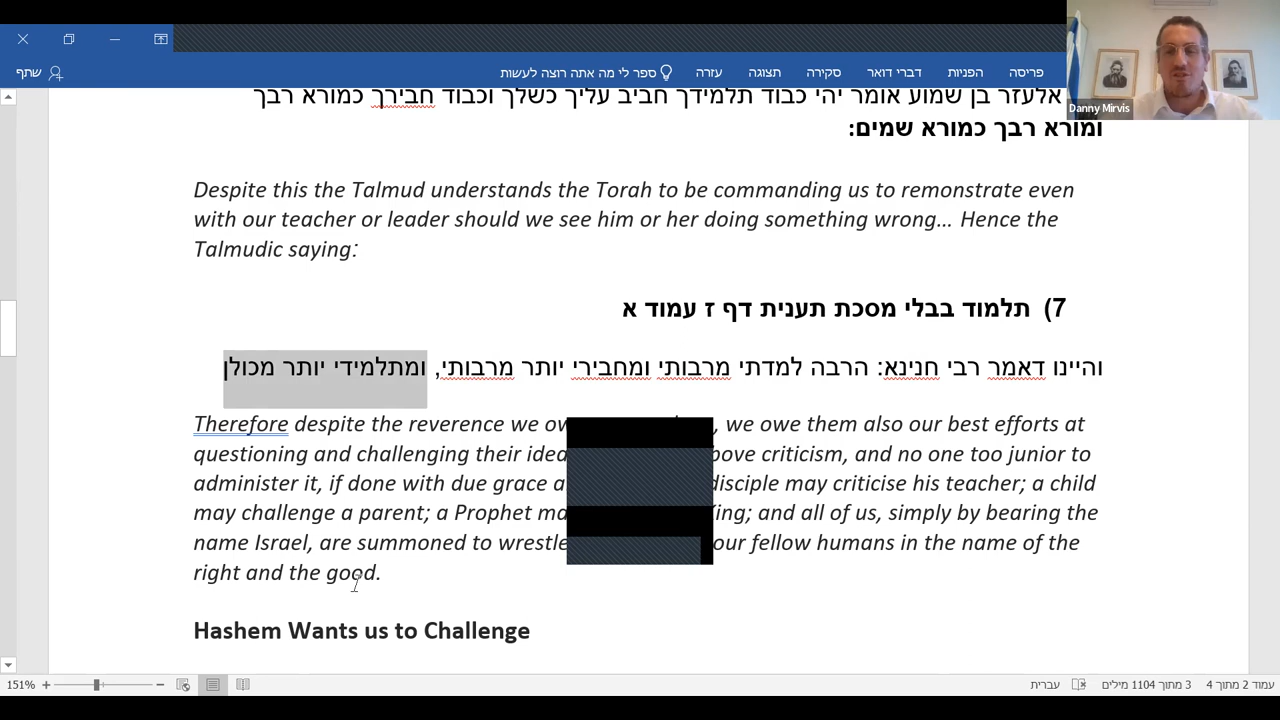 Danny Mirvis
שתף
ספר לי מה אתה רוצה לעשות
עזרה
תצוגה
סקירה
דברי דואר
הפניות
פריסה
אלעזר בן שמוע אומר יהי כבוד תלמידך חביב עליך כשלך וכבוד חבירך כמורא רבך
ומורא רבך כמורא שמים:
Despite this the Talmud understands the Torah to be commanding us to remonstrate even
with our teacher or leader should we see him or her doing something wrong... Hence the
Talmudic saying:
7) תלמוד בבלי מסכת תענית דף ז עמוד א
והיינו דאמר רבי חנינא: הרבה למדתי מרבותי ומחבירי יותר מרבותי, ומתלמידי יותר מכולן
Therefore despite the reverence we , we owe them also our best efforts at
questioning and challenging their criticism, and no one too junior to
administer it, if done with due grace disciple may criticise his teacher; a child
may challenge a parent; a Prophet and all of us, simply by bearing the
name Israel, are summoned to our fellow humans in the name of the
right and the good.
Hashem Wants us to Challenge
151%
עברית
3 מתוך 1104 מילים
עמוד 2 מתוך 4